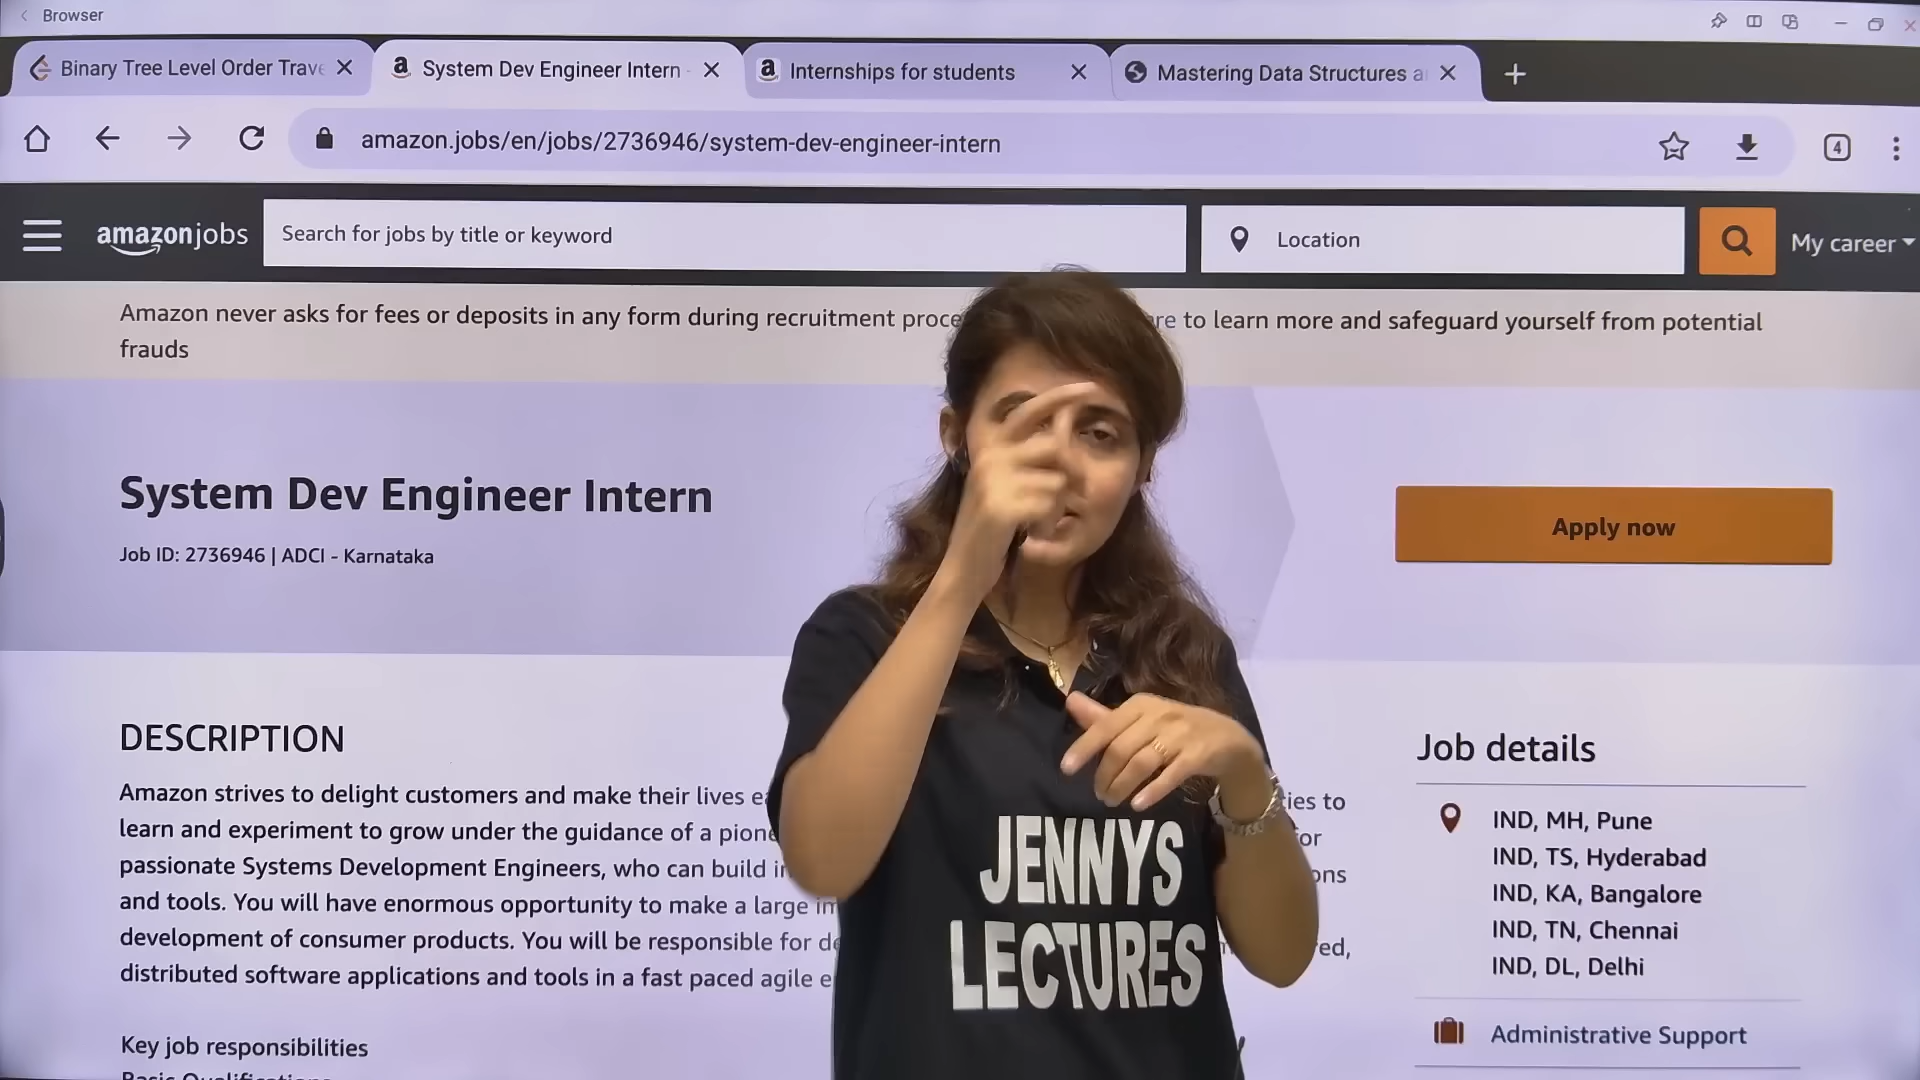 Browser
Binary Tree Level Order Trave
System Dev Engineer Intern -
Internships for students
Mastering Data Structures a
amazon.jobs/en/jobs/2736946/system-dev-engineer-intern
4
amazonjobs
Search for jobs by title or keyword
Location
My career
Amazon never asks for fees or deposits in any form during recruitment proce re to learn more and safeguard yourself from potential
frauds
System Dev Engineer Intern
Job ID: 2736946 | ADCI - Karnataka
Apply now
DESCRIPTION
Amazon strives to delight customers and make their lives ties to
learn and experiment to grow under the guidance of a or
passionate Systems Development Engineers, who can build ons
and tools. You will have enormous opportunity to make a large
development of consumer products. You will be responsible for ed,
distributed software applications and tools in a fast paced agile
Key job responsibilities
Job details
IND, MH, Pune
IND, TS, Hyderabad
IND, KA, Bangalore
IND, TN, Chennai
IND, DL, Delhi
Administrative Support
JENNYS
LECTURES